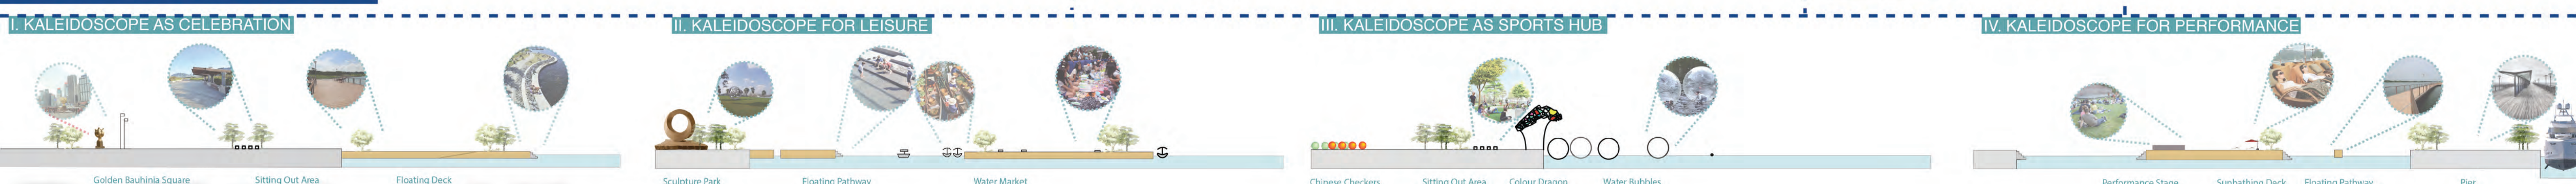 I. KALEIDOSCOPE AS CELEBRATION
Golden Bauhinia Square
Sitting Out Area
Floating Deck
II. KALEIDOSCOPE FOR LEISURE
Sculpture Park
Floating Pathway
Water Market
III. KALEIDOSCOPE AS SPORTS HUB
Chinese Checkers
Sitting Out Area
Colour Dragon
Water Bubbles
IV. KALEIDOSCOPE FOR PERFORMANCE
Performance Stage
Sunbathing Deck
Floating Pathway
Pier